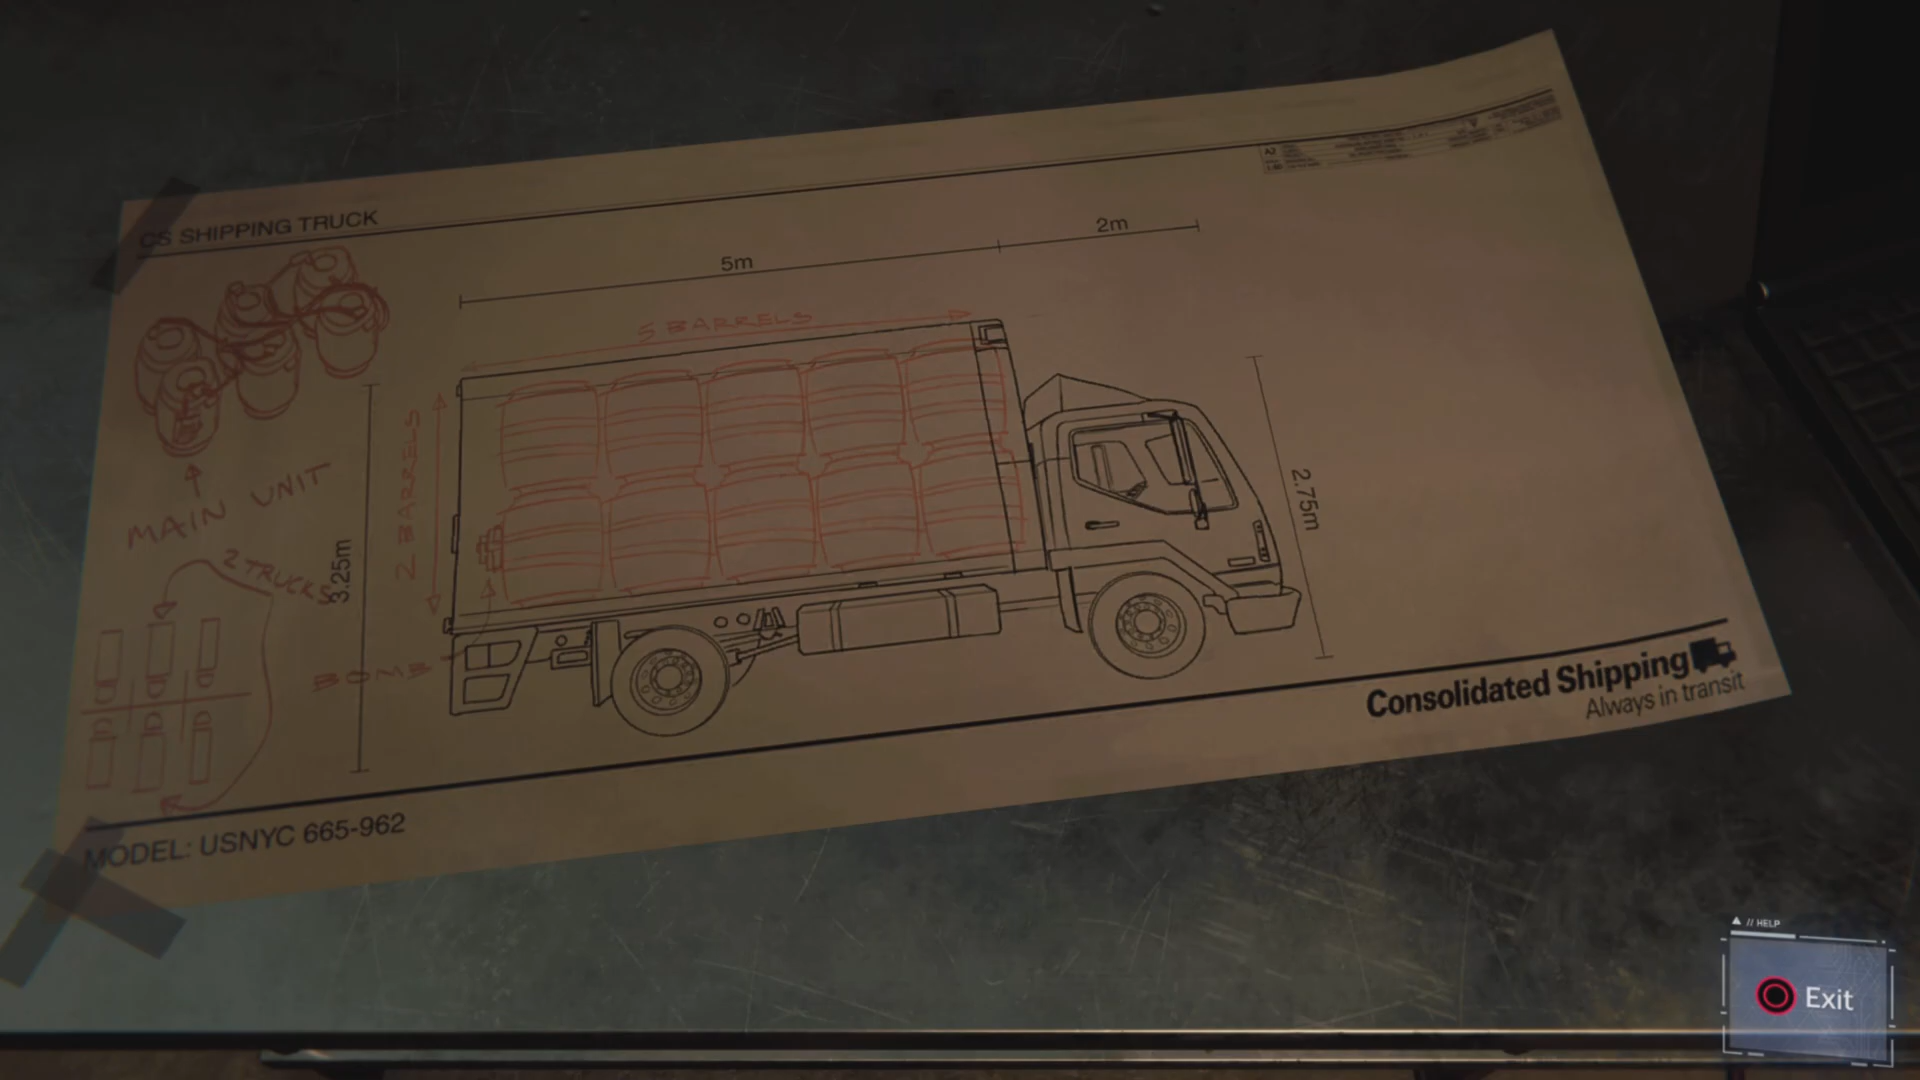 CS SHIPPING TRUCK
2m
5m
5 BARRELS
2 BARRELS
MAIN UNIT
2 TRUCKS
3.25m
2.75m
BOMB
Consolidated Shipping
Always in transit
MODEL: USNYC 665-962
// HELP
Exit